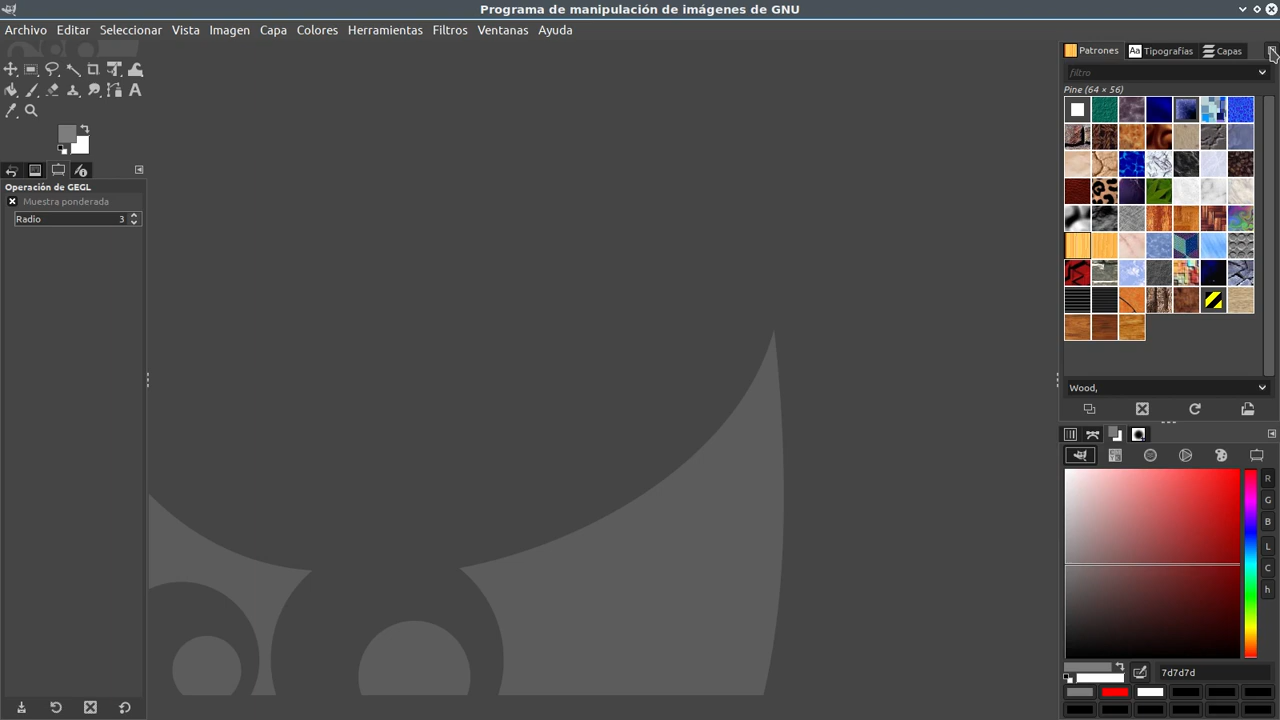 Programa de manipulación de imágenes de GNU
Archivo Editar Seleccionar Vista Imagen Capa Colores Herramientas Filtros Ventanas Ayuda
Patrones Aa Tipografías Capas
filtro
Pine (64 × 56)
Operación de GEGL
Muestra ponderada
Radio 3
Wood,
R
G
B
L
C
h
7d7d7d